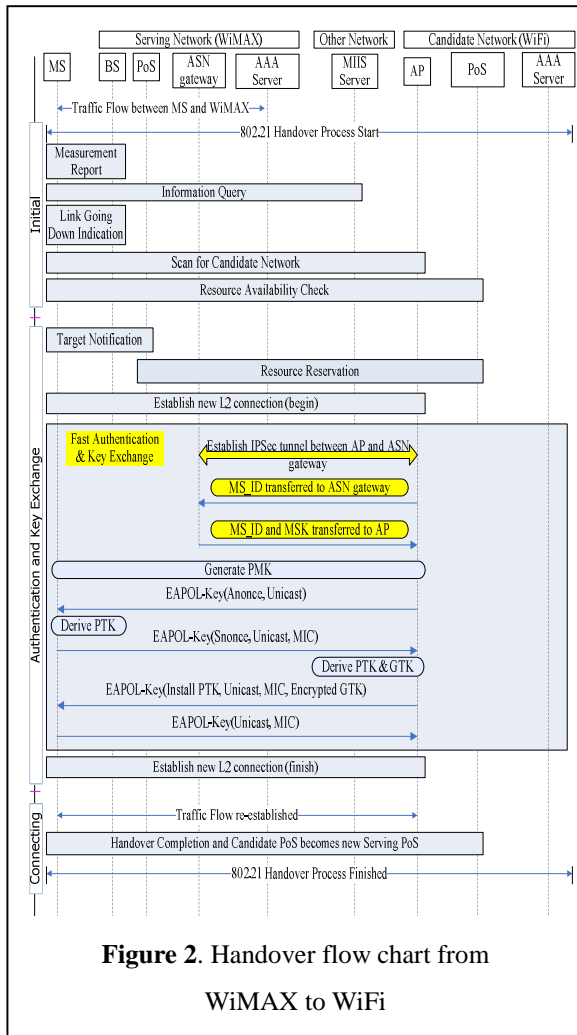 Serving Network (WiMAX)
Other Network
Candidate Network (WiFi)
MS
BS
PoS
ASN
gateway
AAA
Server
MIIS
Server
AP
PoS
AAA
Server
Traffic Flow between MS and WiMAX
802.21 Handover Process Start
Initial
Measurement
Report
Information Query
Link Going
Down Indication
Scan for Candidate Network
Resource Availability Check
Authentication and Key Exchange
Target Notification
Resource Reservation
Establish new L2 connection (begin)
Fast Authentication
& Key Exchange
Establish IPSec tunnel between AP and ASN
gateway
MS_ID transferred to ASN gateway
MS_ID and MSK transferred to AP
Generate PMK
EAPOL-Key(Anonce, Unicast)
Derive PTK
EAPOL-Key(Snonce, Unicast, MIC)
Derive PTK & GTK
EAPOL-Key(Install PTK, Unicast, MIC, Encrypted GTK)
EAPOL-Key(Unicast, MIC)
Establish new L2 connection (finish)
Connecting
Traffic Flow re-established
Handover Completion and Candidate PoS becomes new Serving PoS
802.21 Handover Process Finished
Figure 2. Handover flow chart from
WiMAX to WiFi